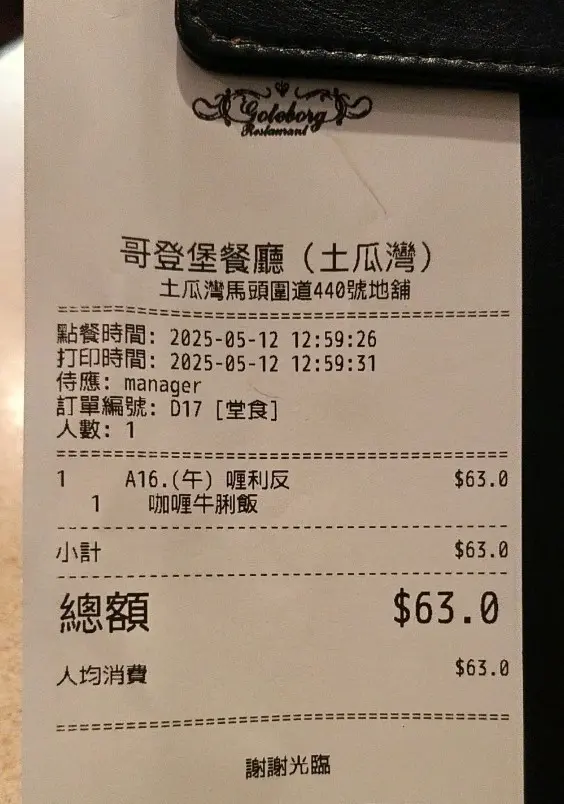 Goteborg
Restaurant
哥登堡餐廳（土瓜灣）
土瓜灣馬頭圍道440號地舖
點餐時間: 2025-05-12 12:59:26
打印時間: 2025-05-12 12:59:31
侍應: manager
訂單編號: D17 [堂食]
人數: 1
1 A16.(午) 喱利反 $63.0
1 咖喱牛脷飯
小計 $63.0
總額 $63.0
人均消費 $63.0
謝謝光臨